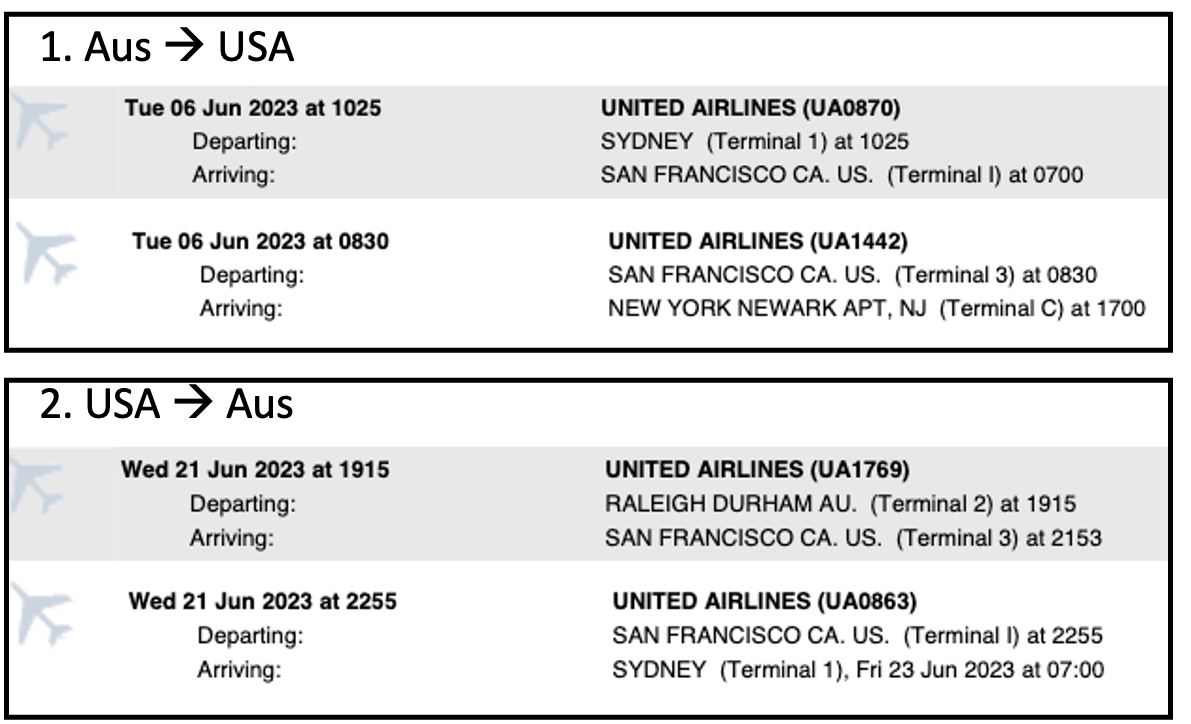 1. Aus → USA
Tue 06 Jun 2023 at 1025 UNITED AIRLINES (UA0870)
Departing: SYDNEY (Terminal 1) at 1025
Arriving: SAN FRANCISCO CA. US. (Terminal I) at 0700
Tue 06 Jun 2023 at 0830 UNITED AIRLINES (UA1442)
Departing: SAN FRANCISCO CA. US. (Terminal 3) at 0830
Arriving: NEW YORK NEWARK APT, NJ (Terminal C) at 1700
2. USA → Aus
Wed 21 Jun 2023 at 1915 UNITED AIRLINES (UA1769)
Departing: RALEIGH DURHAM AU. (Terminal 2) at 1915
Arriving: SAN FRANCISCO CA. US. (Terminal 3) at 2153
Wed 21 Jun 2023 at 2255 UNITED AIRLINES (UA0863)
Departing: SAN FRANCISCO CA. US. (Terminal I) at 2255
Arriving: SYDNEY (Terminal 1), Fri 23 Jun 2023 at 07:00